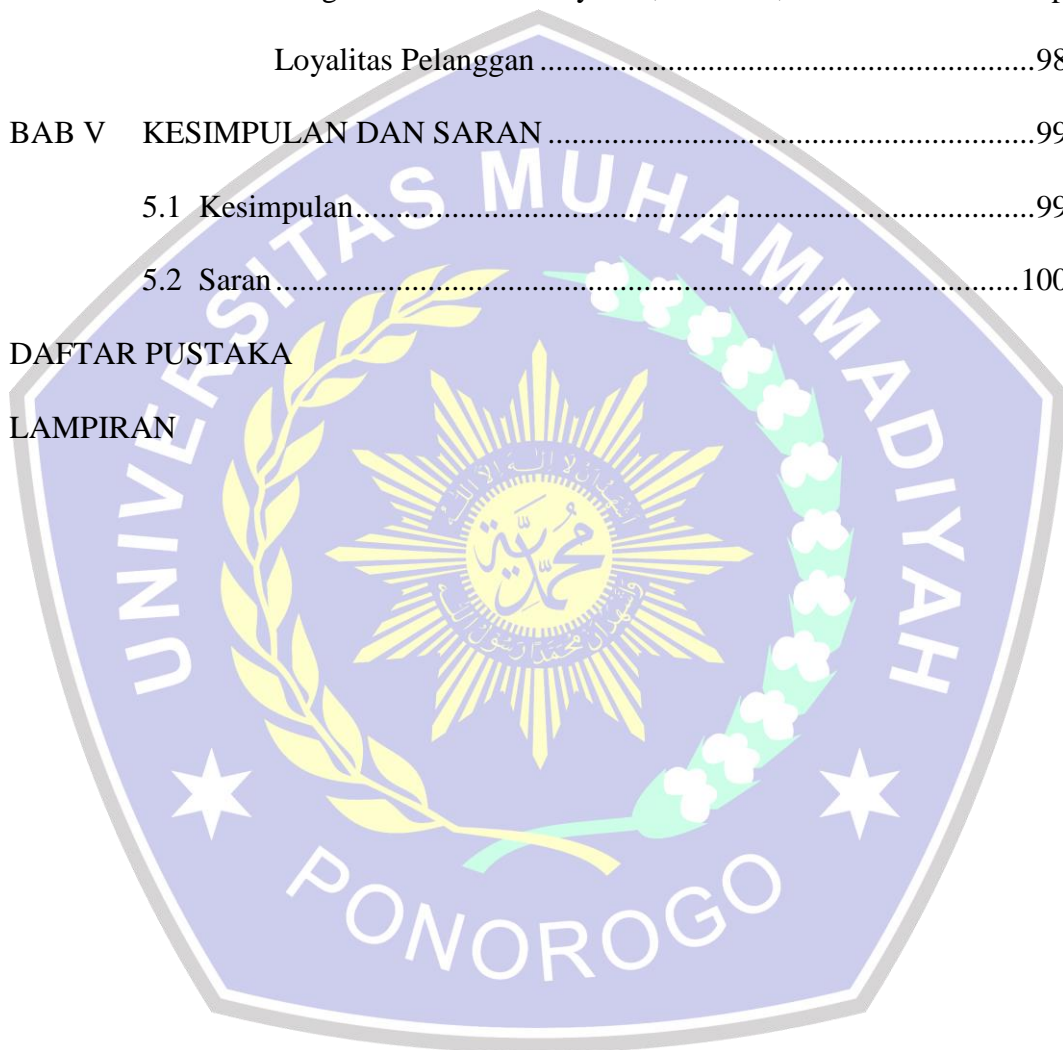 Loyalitas Pelanggan ............................................................. 98
BAB V KESIMPULAN DAN SARAN ............................................................ 99
5.1 Kesimpulan.................................................................................... 99
5.2 Saran ............................................................................................ 100
DAFTAR PUSTAKA
LAMPIRAN
UNIVERSITAS MUHAMMADIYAH
PONOROGO
محمدية